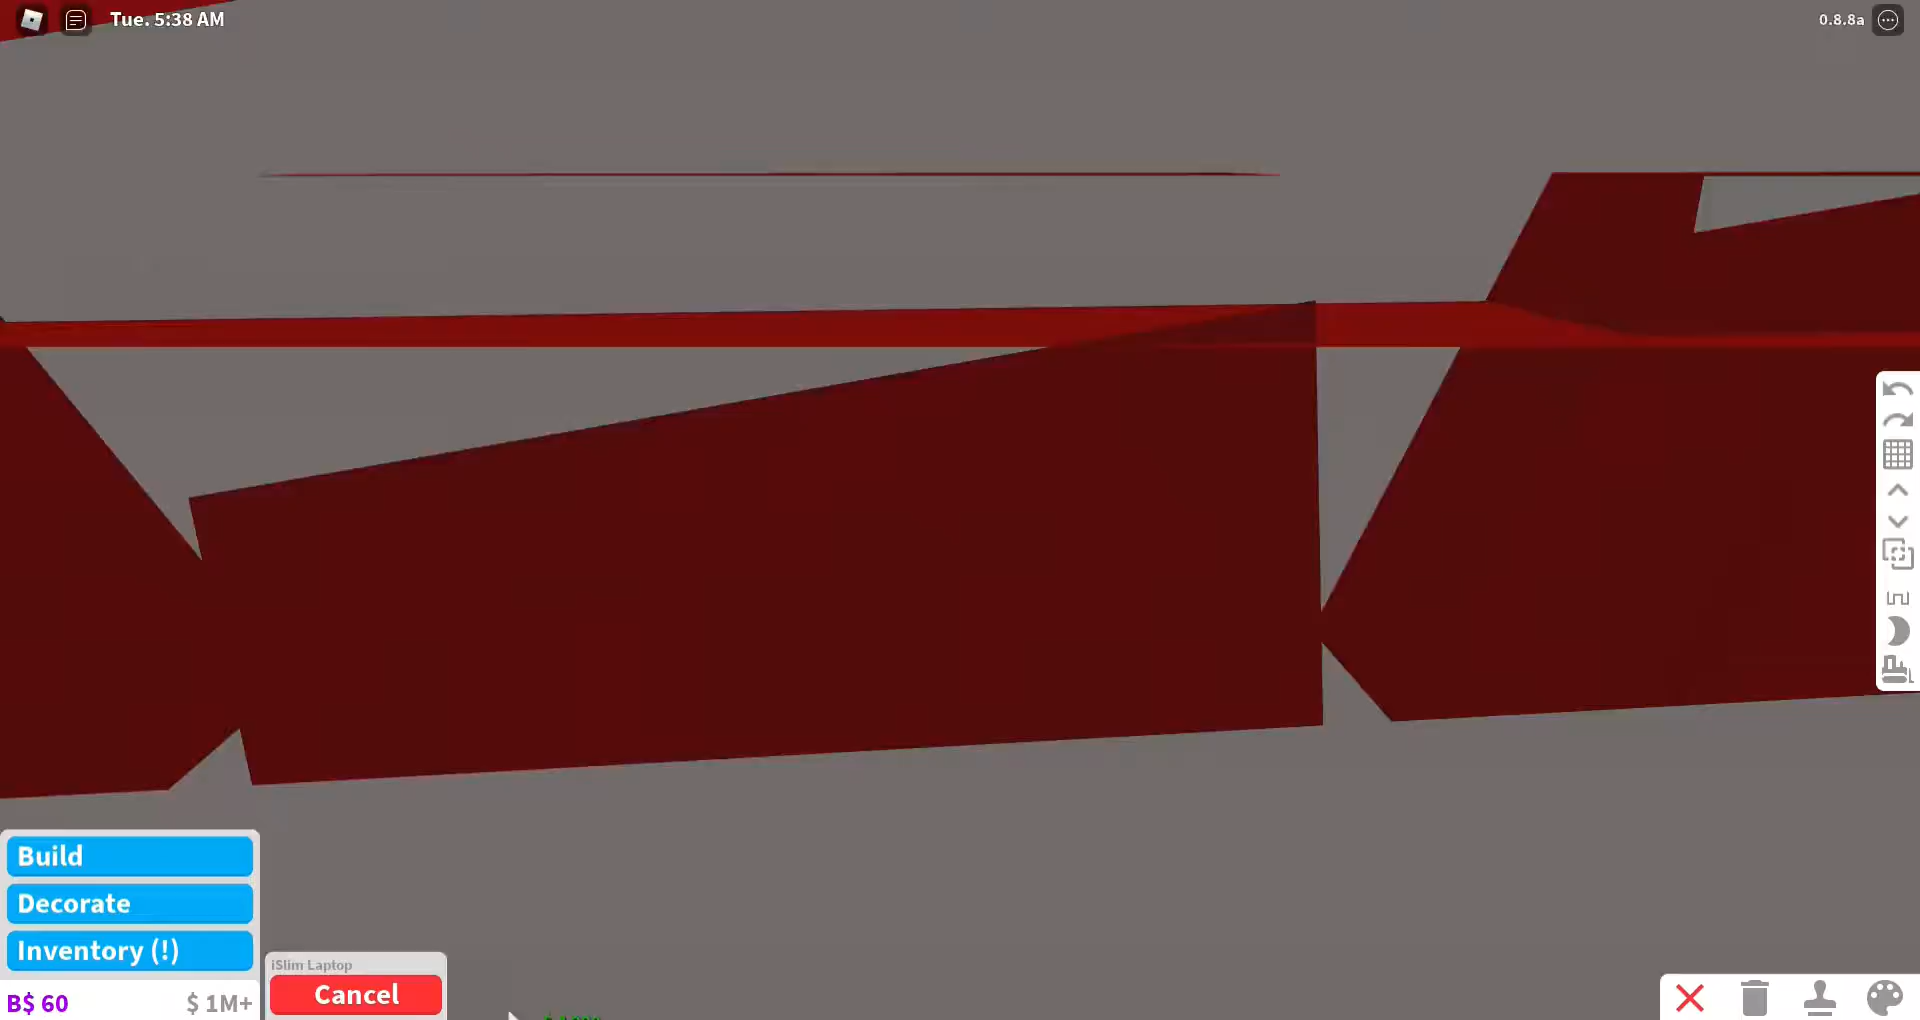 Tue. 5:38 AM
0.8.8a
Build
Decorate
Inventory (!)
iSlim Laptop
Cancel
B$ 60
$ 1M+